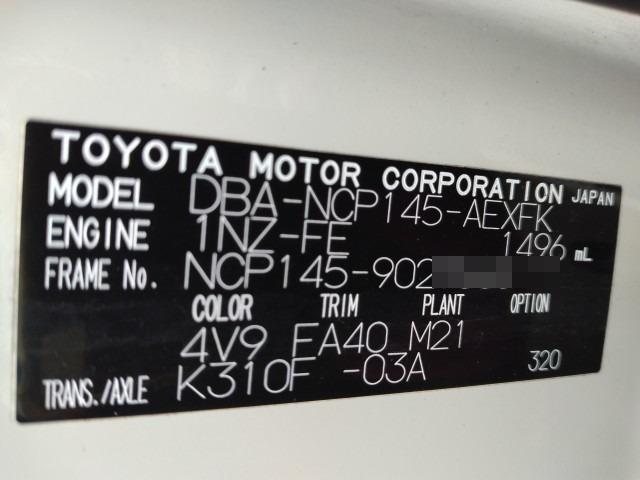 TOYOTA MOTOR CORPORATION JAPAN
MODEL DBA-NCP145-AEXFK
ENGINE 1NZ-FE 1496 mL
FRAME No. NCP145-902
COLOR TRIM PLANT OPTION
4V9 FA40 M21
320
TRANS./AXLE K310F -03A